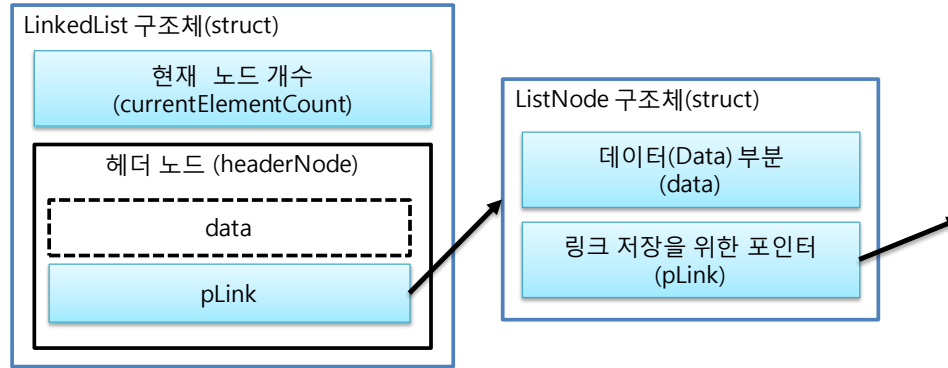 LinkedList 구조체(struct)
현재 노드 개수
(currentElementCount)
헤더 노드 (headerNode)
data
pLink
ListNode 구조체(struct)
데이터(Data) 부분
(data)
링크 저장을 위한 포인터
(pLink)